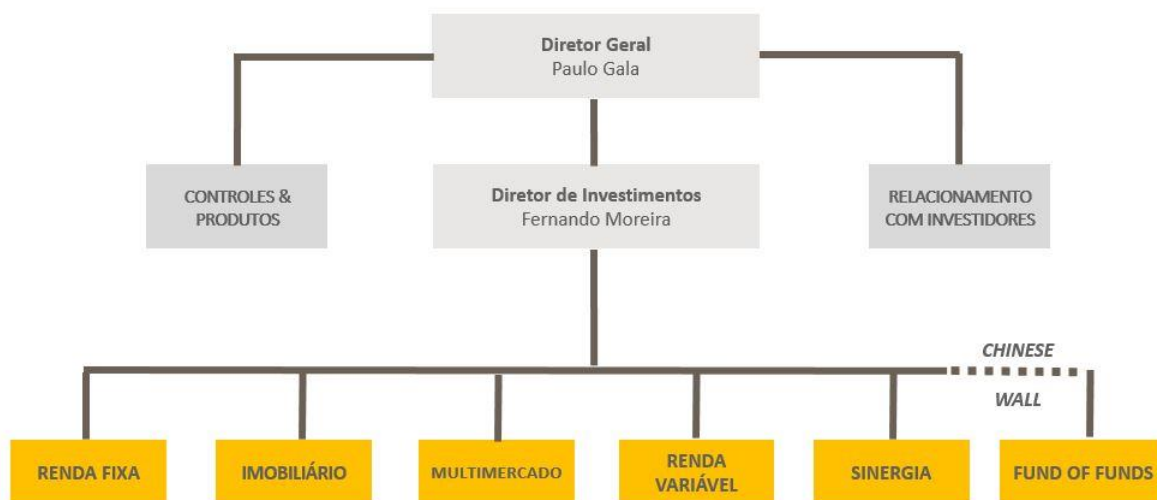 Diretor Geral
Paulo Gala
CONTROLES &
PRODUTOS
Diretor de Investimentos
Fernando Moreira
RELACIONAMENTO
COM INVESTIDORES
CHINESE
WALL
RENDA FIXA
IMOBILIÁRIO
MULTIMERCADO
RENDA
VARIÁVEL
SINERGIA
FUND OF FUNDS